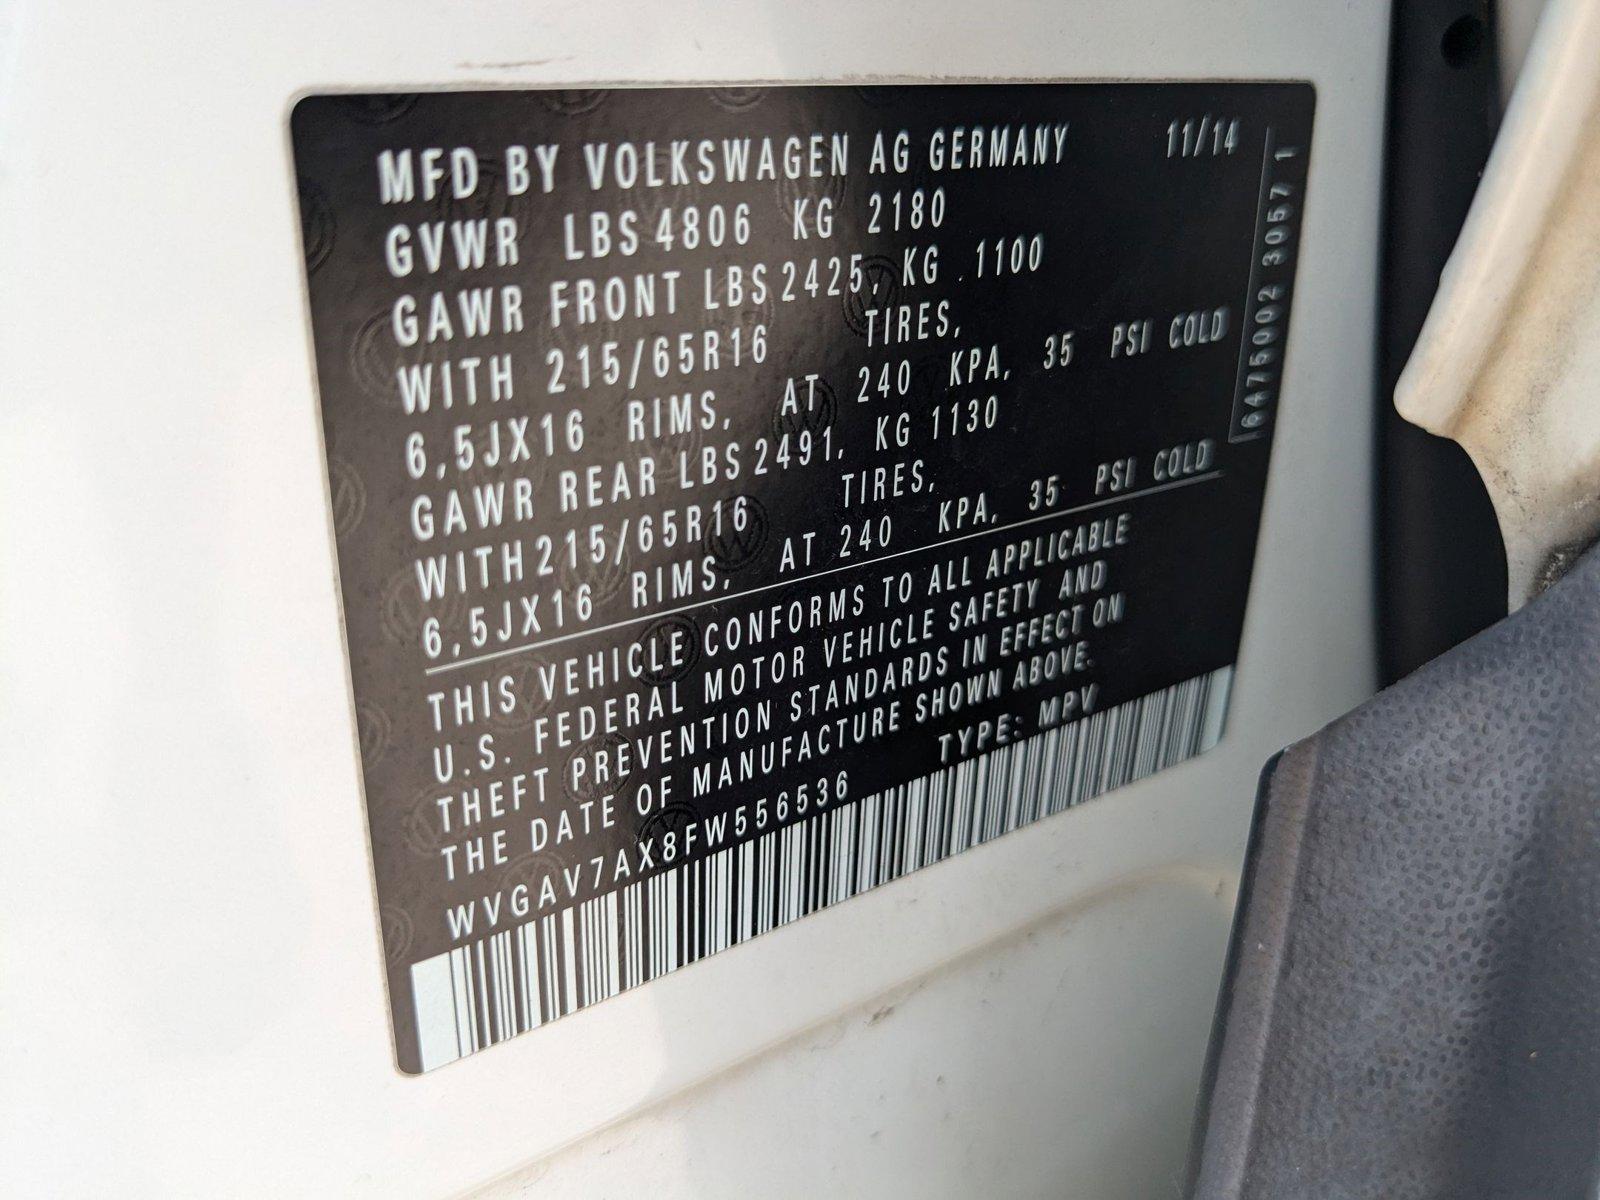 MFD BY VOLKSWAGEN AG GERMANY 11/14
GVWR LBS 4806 KG 2180
GAWR FRONT LBS 2425, KG 1100
WITH 215/65R16 TIRES,
6,5JX16 RIMS, AT 240 KPA, 35 PSI COLD
GAWR REAR LBS 2491, KG 1130
WITH 215/65R16 TIRES,
6,5JX16 RIMS, AT 240 KPA, 35 PSI COLD
THIS VEHICLE CONFORMS TO ALL APPLICABLE
U.S. FEDERAL MOTOR VEHICLE SAFETY AND
THEFT PREVENTION STANDARDS IN EFFECT ON
THE DATE OF MANUFACTURE SHOWN ABOVE.
WVGAV7AX8FW556536 TYPE: MPV
6475002 3057 1